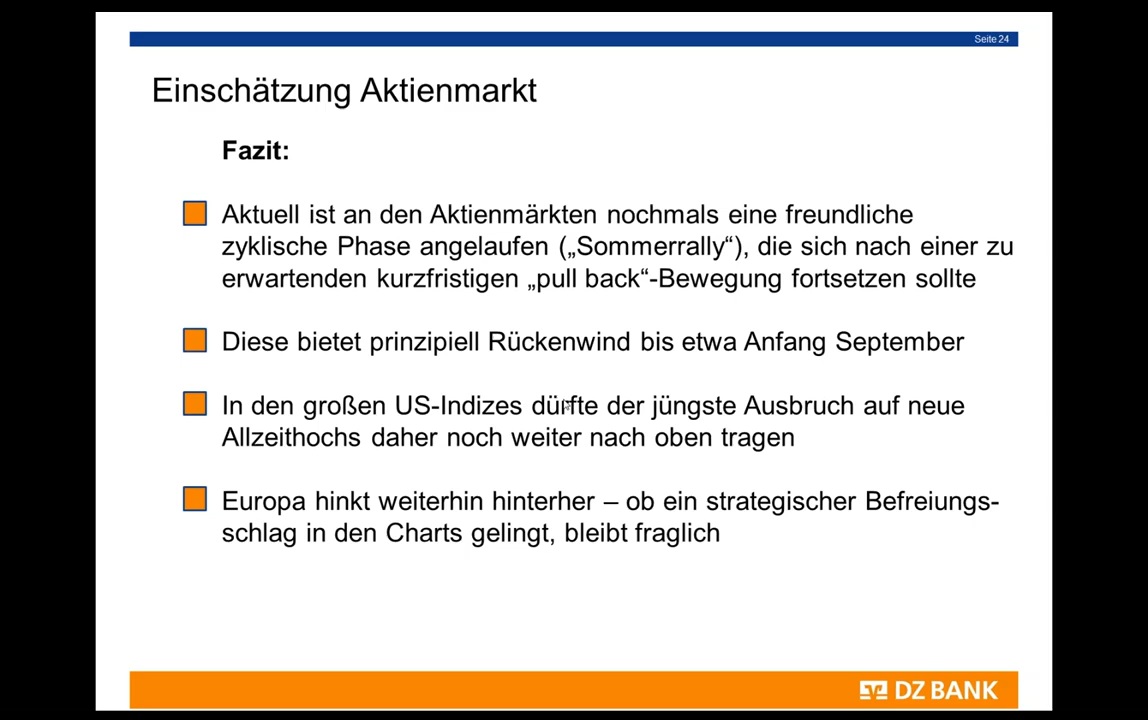 Seite 24
Einschätzung Aktienmarkt
Fazit:
Aktuell ist an den Aktienmärkten nochmals eine freundliche
zyklische Phase angelaufen („Sommerrally“), die sich nach einer zu
erwartenden kurzfristigen „pull back“-Bewegung fortsetzen sollte
Diese bietet prinzipiell Rückenwind bis etwa Anfang September
In den großen US-Indizes dürfte der jüngste Ausbruch auf neue
Allzeithochs daher noch weiter nach oben tragen
Europa hinkt weiterhin hinterher – ob ein strategischer Befreiungs-
schlag in den Charts gelingt, bleibt fraglich
DZ BANK